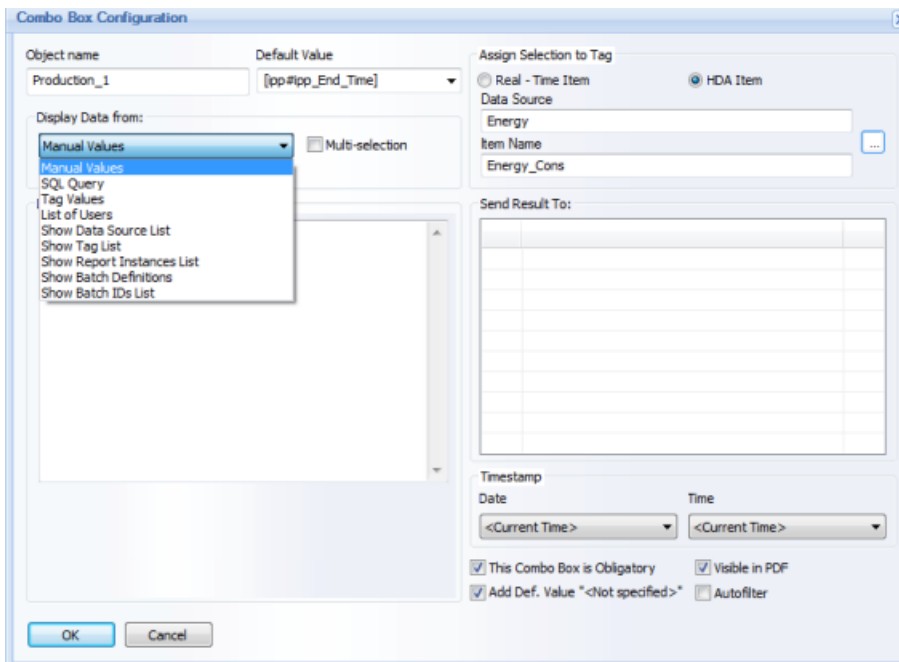 Combo Box Configuration
Object name
Default Value
Production_1
[ipp#ipp_End_Time]
Display Data from:
Manual Values
Multi-selection
Manual Values
SQL Query
Tag Values
List of Users
Show Data Source List
Show Tag List
Show Report Instances List
Show Batch Definitions
Show Batch IDs List
Assign Selection to Tag
Real - Time Item
HDA Item
Data Source
Energy
Item Name
...
Energy_Cons
Send Result To:
Timestamp
Date
Time
<Current Time>
<Current Time>
This Combo Box is Obligatory
Visible in PDF
Add Def. Value "<Not specified>"
Autofilter
OK
Cancel